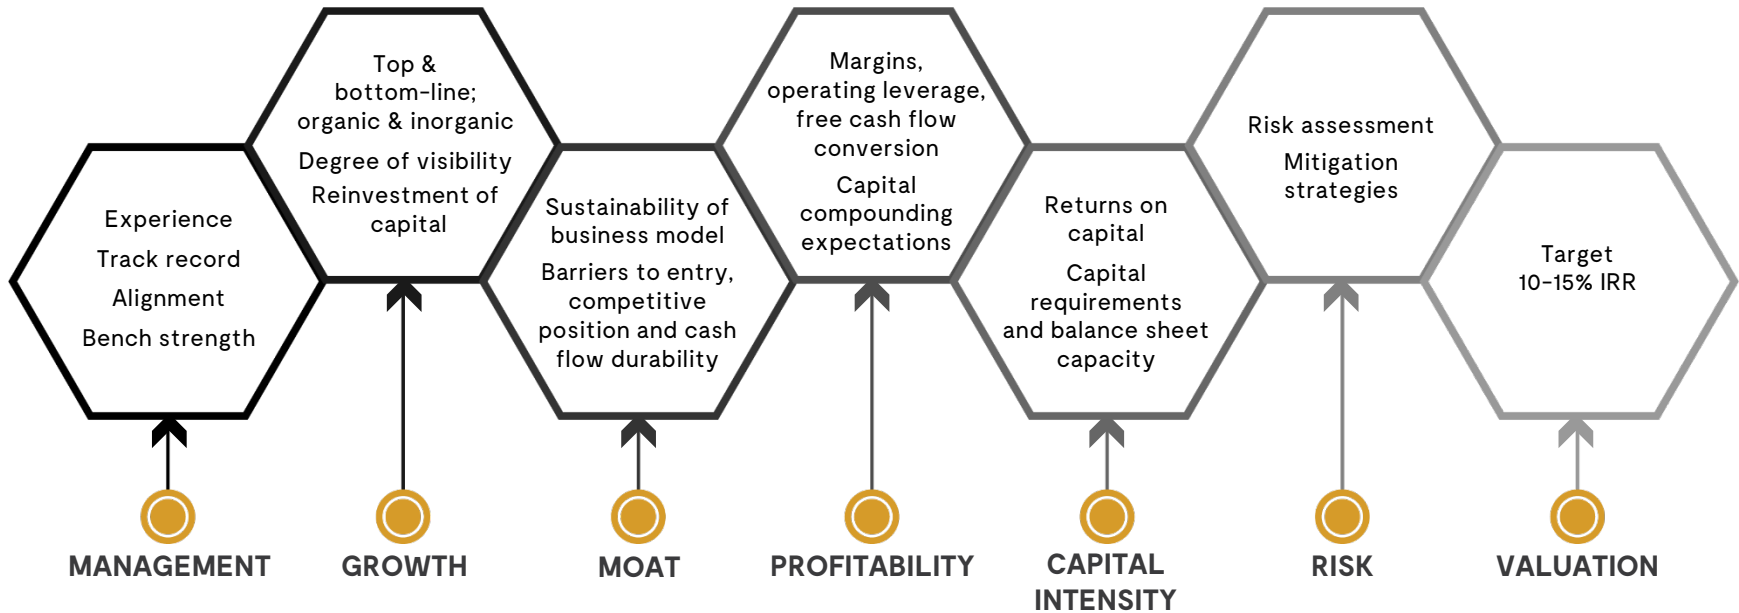 Experience
Track record
Alignment
Bench strength
MANAGEMENT
Top &
bottom-line;
organic & inorganic
Degree of visibility
Reinvestment of
capital
GROWTH
Sustainability of
business model
Barriers to entry,
competitive
position and cash
flow durability
MOAT
Margins,
operating leverage,
free cash flow
conversion
Capital
compounding
expectations
PROFITABILITY
Returns on
capital
Capital
requirements
and balance sheet
capacity
CAPITAL
INTENSITY
Risk assessment
Mitigation
strategies
RISK
Target
10-15% IRR
VALUATION